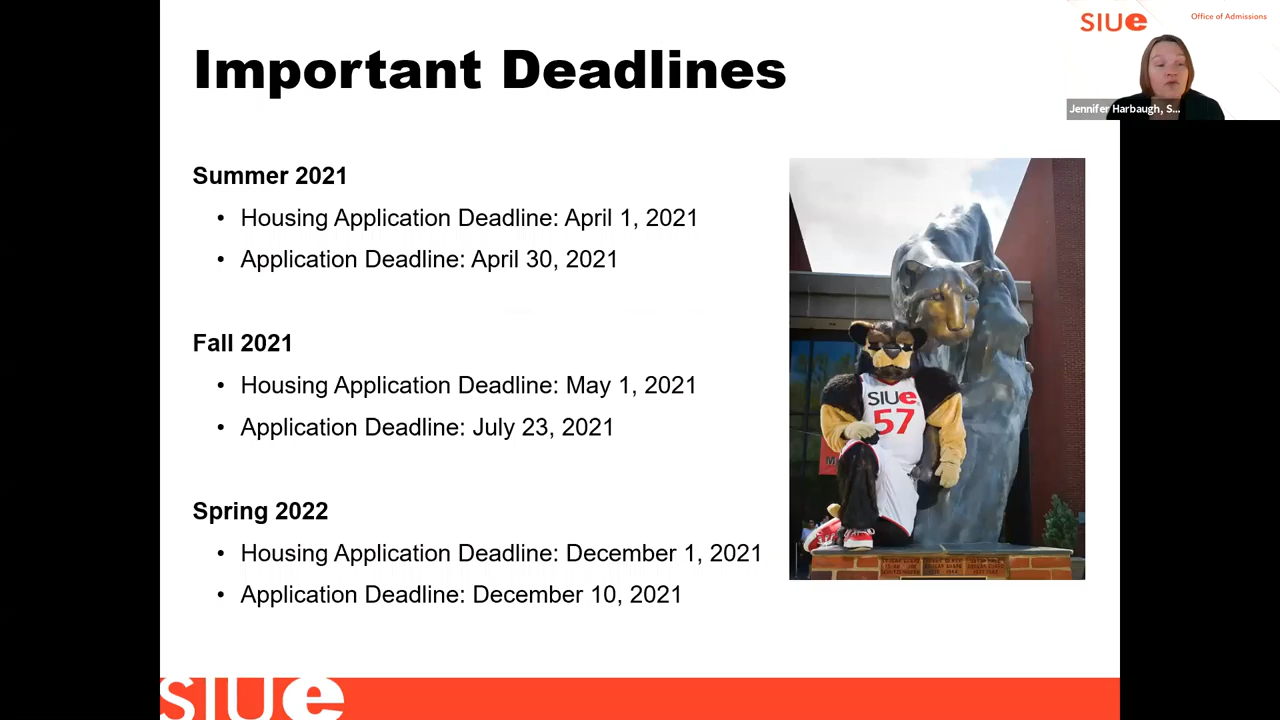 Important Deadlines
SIUe
Office of Admissions
Jennifer Harbaugh, S...
Summer 2021
• Housing Application Deadline: April 1, 2021
• Application Deadline: April 30, 2021
Fall 2021
• Housing Application Deadline: May 1, 2021
• Application Deadline: July 23, 2021
Spring 2022
• Housing Application Deadline: December 1, 2021
• Application Deadline: December 10, 2021
SIUe
57
M
SIUe